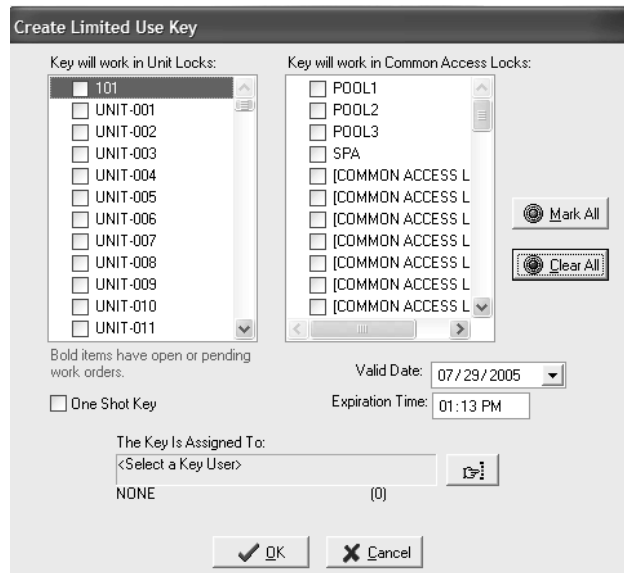 Create Limited Use Key
Key will work in Unit Locks:
101
UNIT-001
UNIT-002
UNIT-003
UNIT-004
UNIT-005
UNIT-006
UNIT-007
UNIT-008
UNIT-009
UNIT-010
UNIT-011
Bold items have open or pending
work orders.
One Shot Key
Key will work in Common Access Locks:
POOL1
POOL2
POOL3
SPA
[COMMON ACCESS L
[COMMON ACCESS L
[COMMON ACCESS L
[COMMON ACCESS L
[COMMON ACCESS L
[COMMON ACCESS L
[COMMON ACCESS L
Mark All
Clear All
Valid Date: 07/29/2005
Expiration Time: 01:13 PM
The Key Is Assigned To:
<Select a Key User>
NONE (0)
OK Cancel